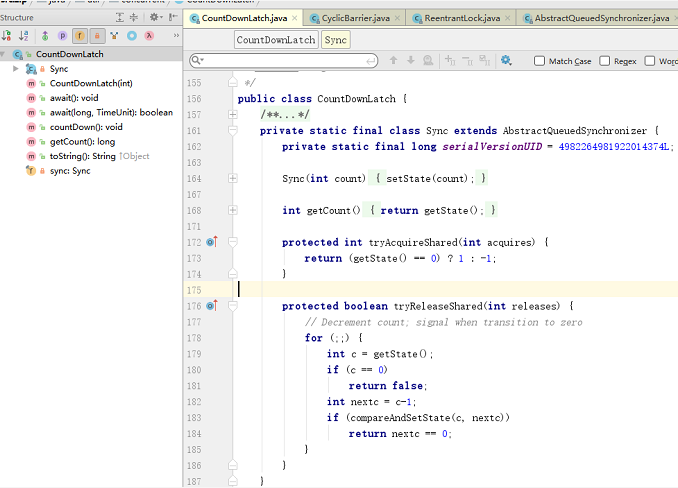 CountDownLatch.java
CyclicBarrier.java
ReentrantLock.java
AbstractQueuedSynchronizer.java
Structure
CountDownLatch Sync
CountDownLatch
Sync
CountDownLatch(int)
await(): void
await(long, TimeUnit): boolean
countDown(): void
getCount(): long
toString(): String ↑Object
sync: Sync
Match Case Regex
155 */
156 public class CountDownLatch {
157 /**...*/
161 private static final class Sync extends AbstractQueuedSynchronizer {
162 private static final long serialVersionUID = 4982264981922014374L;
163
164 Sync(int count) { setState(count); }
167
168 int getCount() { return getState(); }
171
172 protected int tryAcquireShared(int acquires) {
173 return (getState() == 0) ? 1 : -1;
174 }
175
176 protected boolean tryReleaseShared(int releases) {
177 // Decrement count; signal when transition to zero
178 for (;;) {
179 int c = getState();
180 if (c == 0)
181 return false;
182 int nextc = c-1;
183 if (compareAndSetState(c, nextc))
184 return nextc == 0;
185 }
186 }
187 }